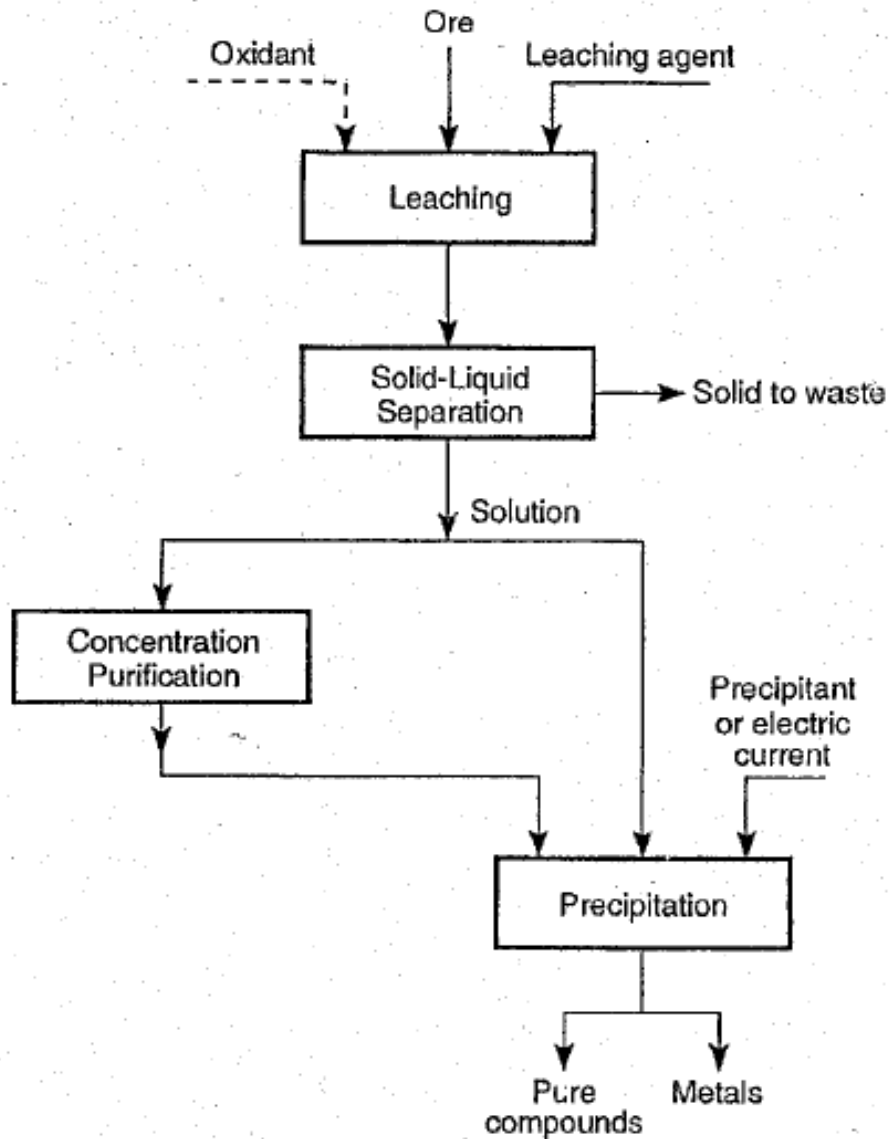 Ore
Oxidant
Leaching agent
Leaching
Solid-Liquid
Separation
Solid to waste
Solution
Concentration
Purification
Precipitant
or electric
current
Precipitation
Pure
compounds
Metals